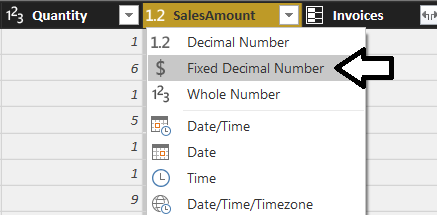 1²3 Quantity 1.2 SalesAmount Invoices
1 1.2 Decimal Number
6 $ Fixed Decimal Number
1 1²3 Whole Number
5 Date/Time
1 Date
1 Time
9 Date/Time/Timezone